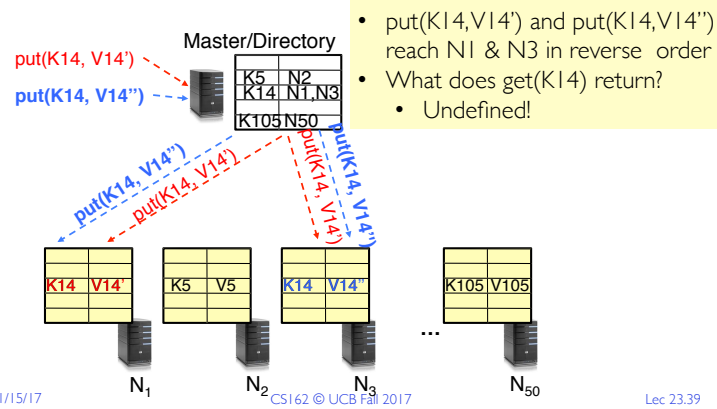 • put(K14,V14') and put(K14,V14'')
reach N1 & N3 in reverse order
• What does get(K14) return?
• Undefined!
Master/Directory
put(K14, V14')
put(K14, V14'')
K5 N2
K14 N1,N3
K105 N50
put(K14, V14'')
put(K14, V14')
put(K14, V14')
put(K14, V14'')
K14 V14'
K5 V5
K14 V14''
K105 V105
...
N1
N2
N3
N50
1/15/17
CS162 © UCB Fall 2017
Lec 23.39